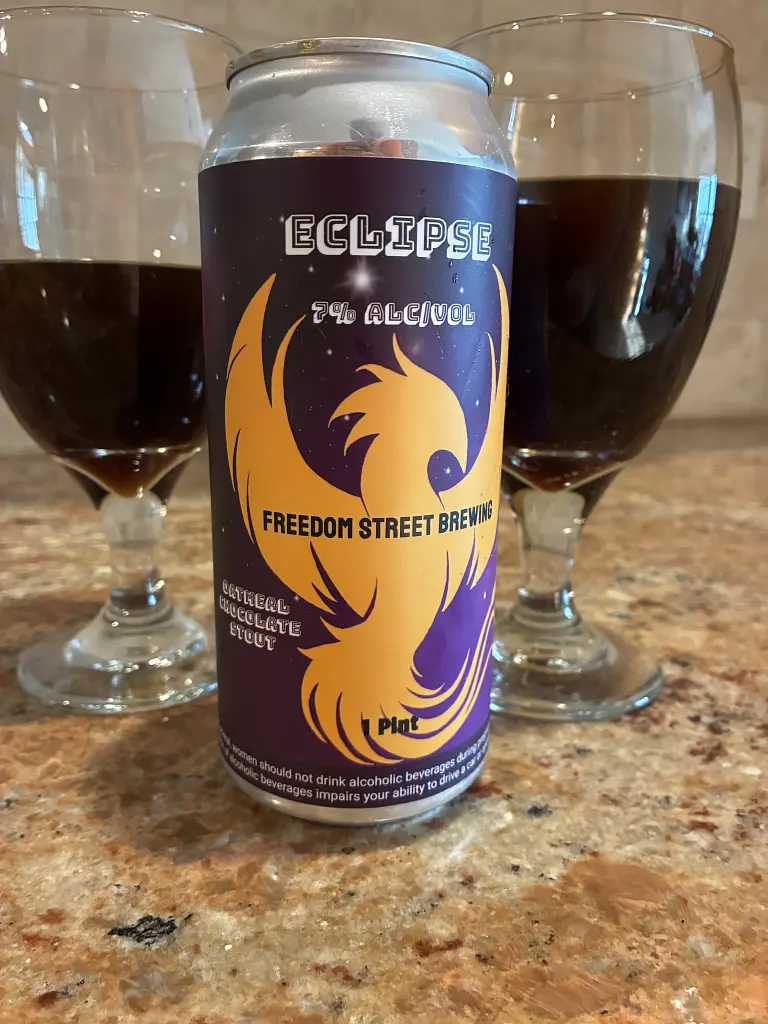 ECLIPSE
7% ALC/VOL
FREEDOM STREET BREWING
OATMEAL
CHOCOLATE
STOUT
1 Pint
women should not drink alcoholic beverages during
of alcoholic beverages impairs your ability to drive a car